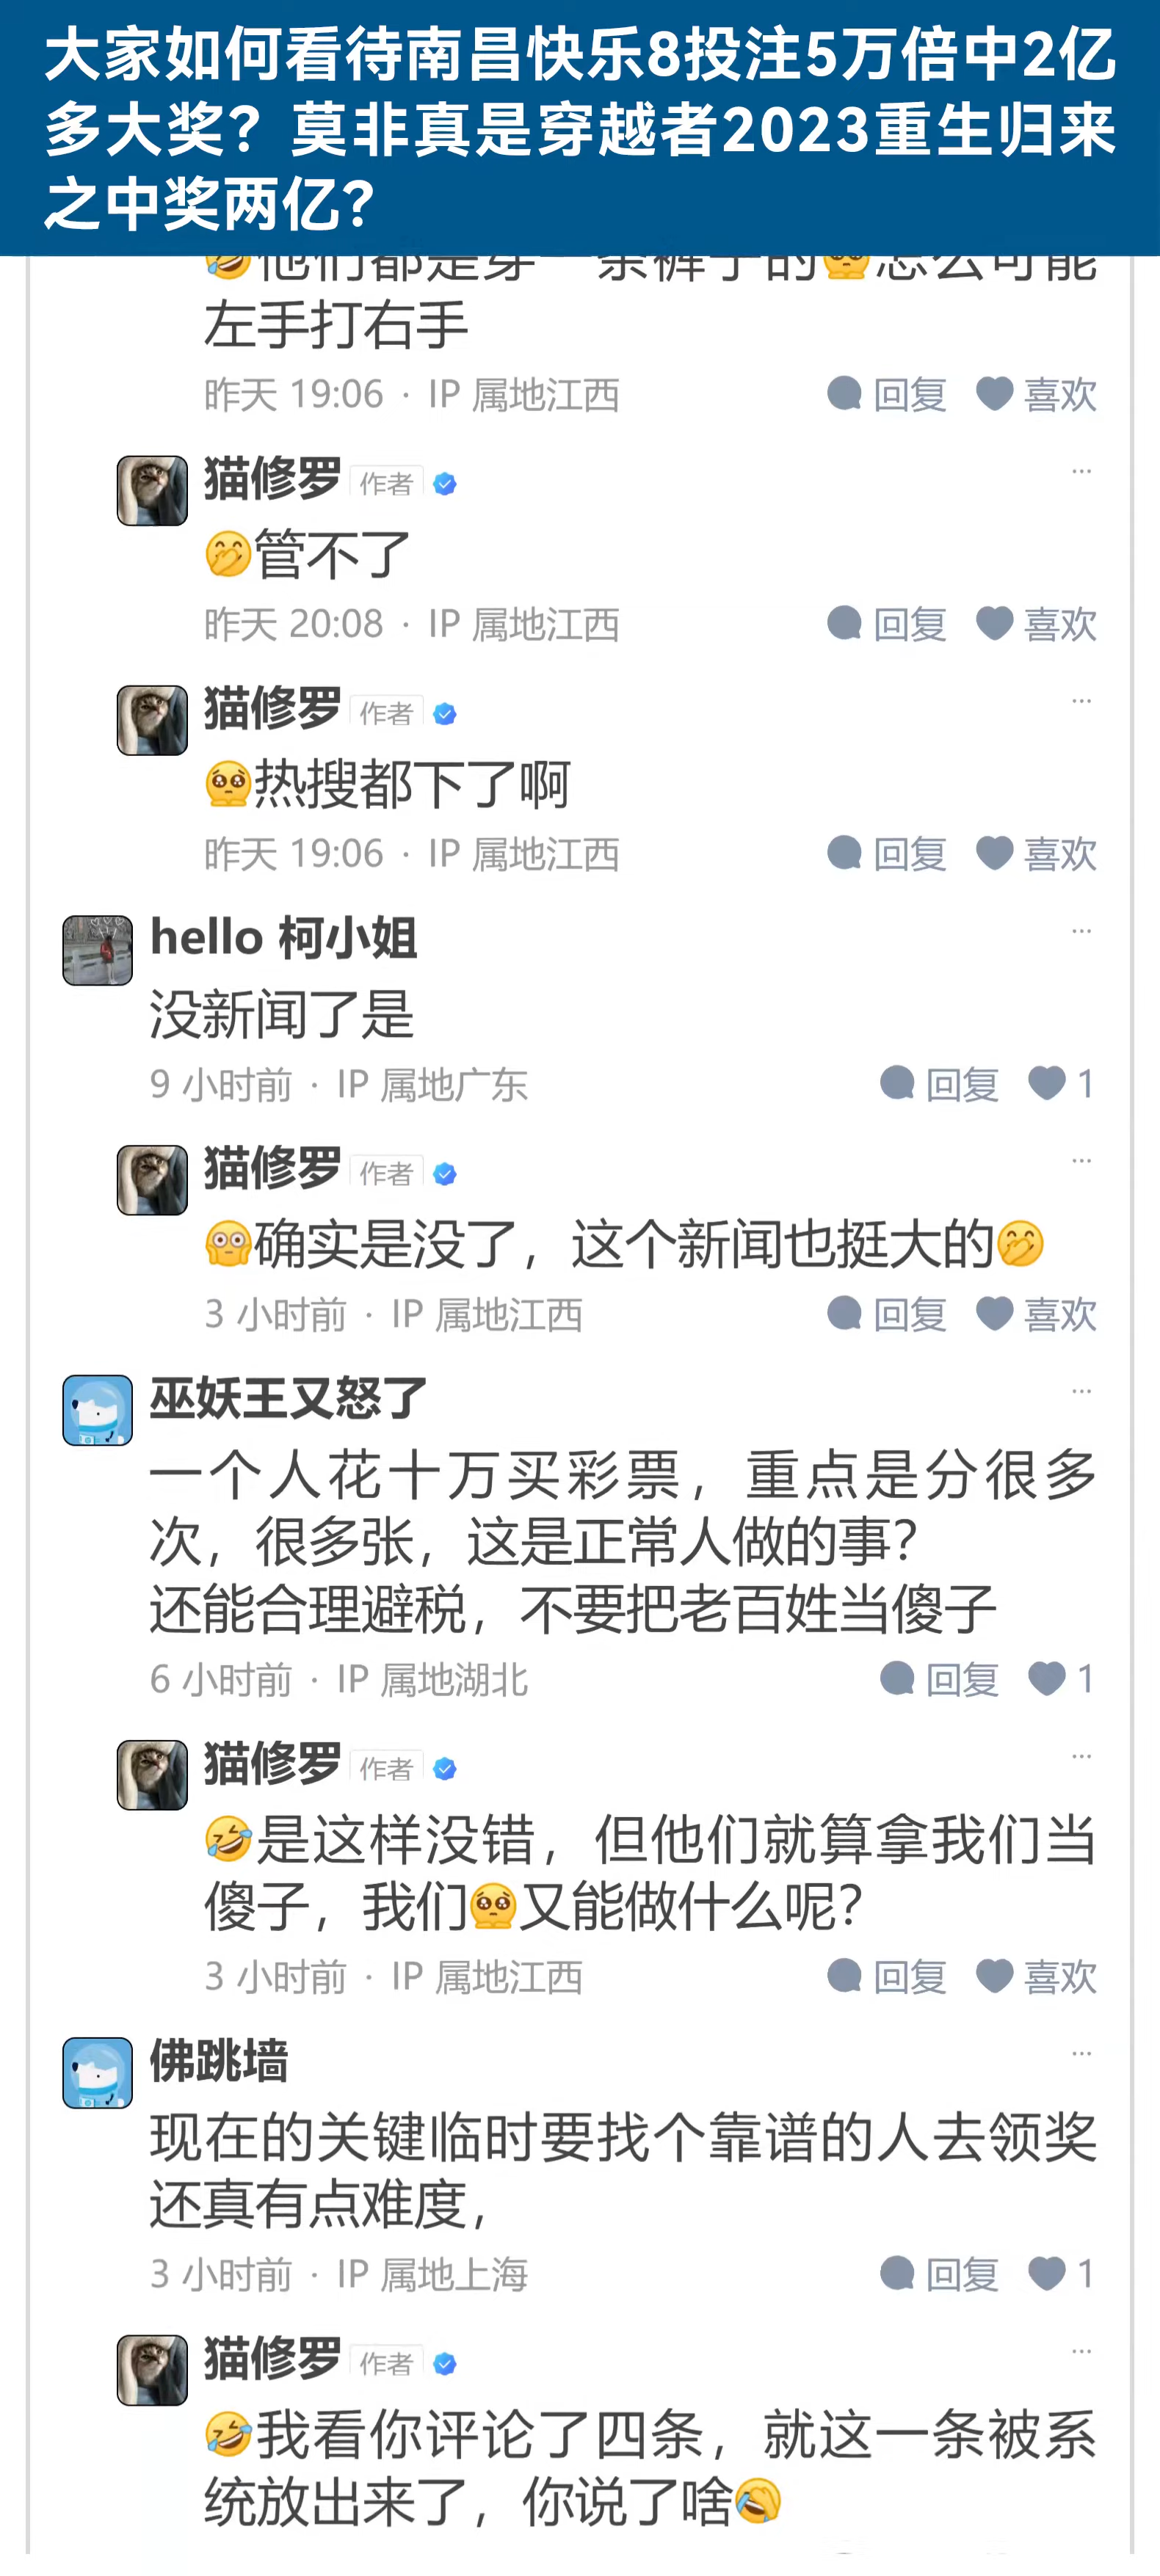 大家如何看待南昌快乐8投注5万倍中2亿
多大奖？莫非真是穿越者2023重生归来
之中奖两亿？
🤣他们都是穿一条裤子的🥺怎么可能
左手打右手
昨天 19:06 · IP 属地江西 回复 喜欢
猫修罗 作者
🤭管不了
昨天 20:08 · IP 属地江西 回复 喜欢
猫修罗 作者
🥺热搜都下了啊
昨天 19:06 · IP 属地江西 回复 喜欢
hello 柯小姐
没新闻了是
9 小时前 · IP 属地广东 回复 1
猫修罗 作者
😱确实是没了，这个新闻也挺大的🤭
3 小时前 · IP 属地江西 回复 喜欢
巫妖王又怒了
一个人花十万买彩票，重点是分很多
次，很多张，这是正常人做的事？
还能合理避税，不要把老百姓当傻子
6 小时前 · IP 属地湖北 回复 1
猫修罗 作者
🤣是这样没错，但他们就算拿我们当
傻子，我们🥺又能做什么呢？
3 小时前 · IP 属地江西 回复 喜欢
佛跳墙
现在的关键临时要找个靠谱的人去领奖
还真有点难度，
3 小时前 · IP 属地上海 回复 1
猫修罗 作者
🤣我看你评论了四条，就这一条被系
统放出来了，你说了啥🤣